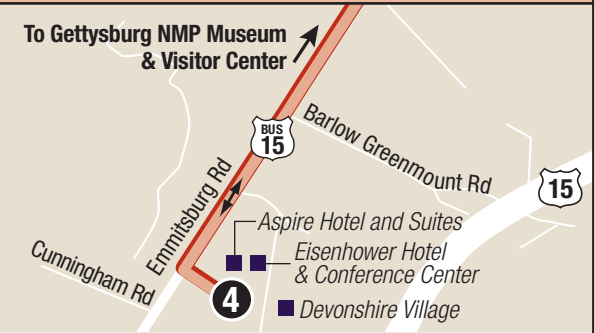 To Gettysburg NMP Museum
& Visitor Center
BUS
15
Barlow Greenmount Rd
15
Emmitsburg Rd
Aspire Hotel and Suites
Eisenhower Hotel
& Conference Center
Cunningham Rd
4
Devonshire Village